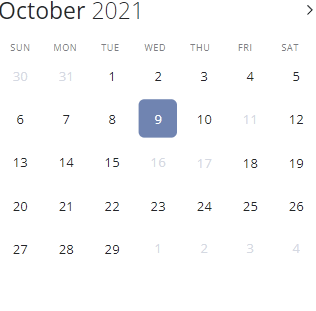 October 2021 >
SUN MON TUE WED THU FRI SAT
30 31 1 2 3 4 5
6 7 8 9 10 11 12
13 14 15 16 17 18 19
20 21 22 23 24 25 26
27 28 29 1 2 3 4